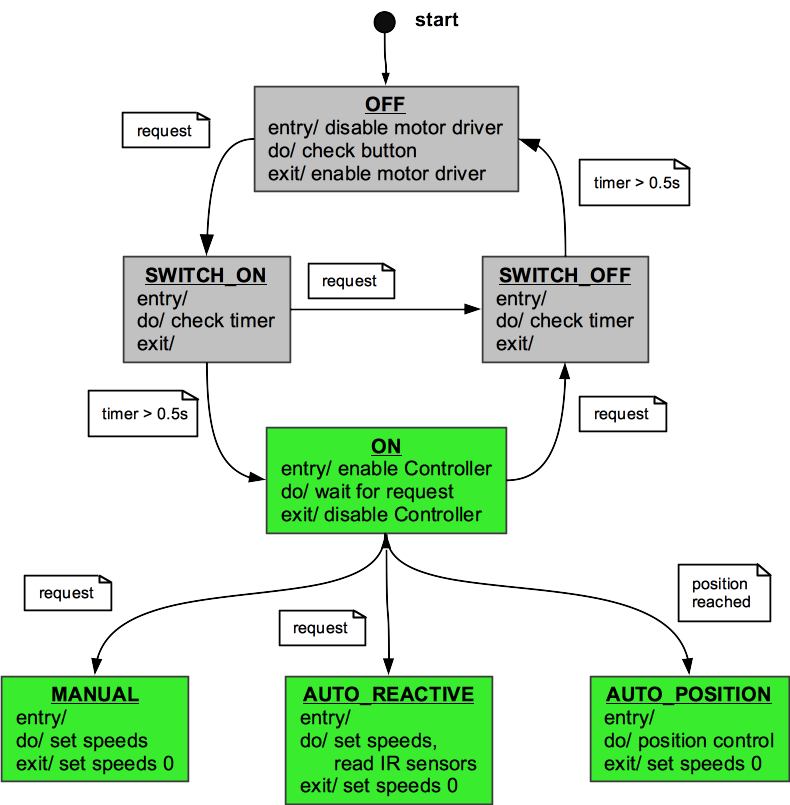 start
OFF
entry/ disable motor driver
do/ check button
exit/ enable motor driver
request
timer > 0.5s
SWITCH_ON
entry/
do/ check timer
exit/
request
SWITCH_OFF
entry/
do/ check timer
exit/
timer > 0.5s
request
ON
entry/ enable Controller
do/ wait for request
exit/ disable Controller
request
request
position
reached
MANUAL
entry/
do/ set speeds
exit/ set speeds 0
AUTO_REACTIVE
entry/
do/ set speeds,
read IR sensors
exit/ set speeds 0
AUTO_POSITION
entry/
do/ position control
exit/ set speeds 0